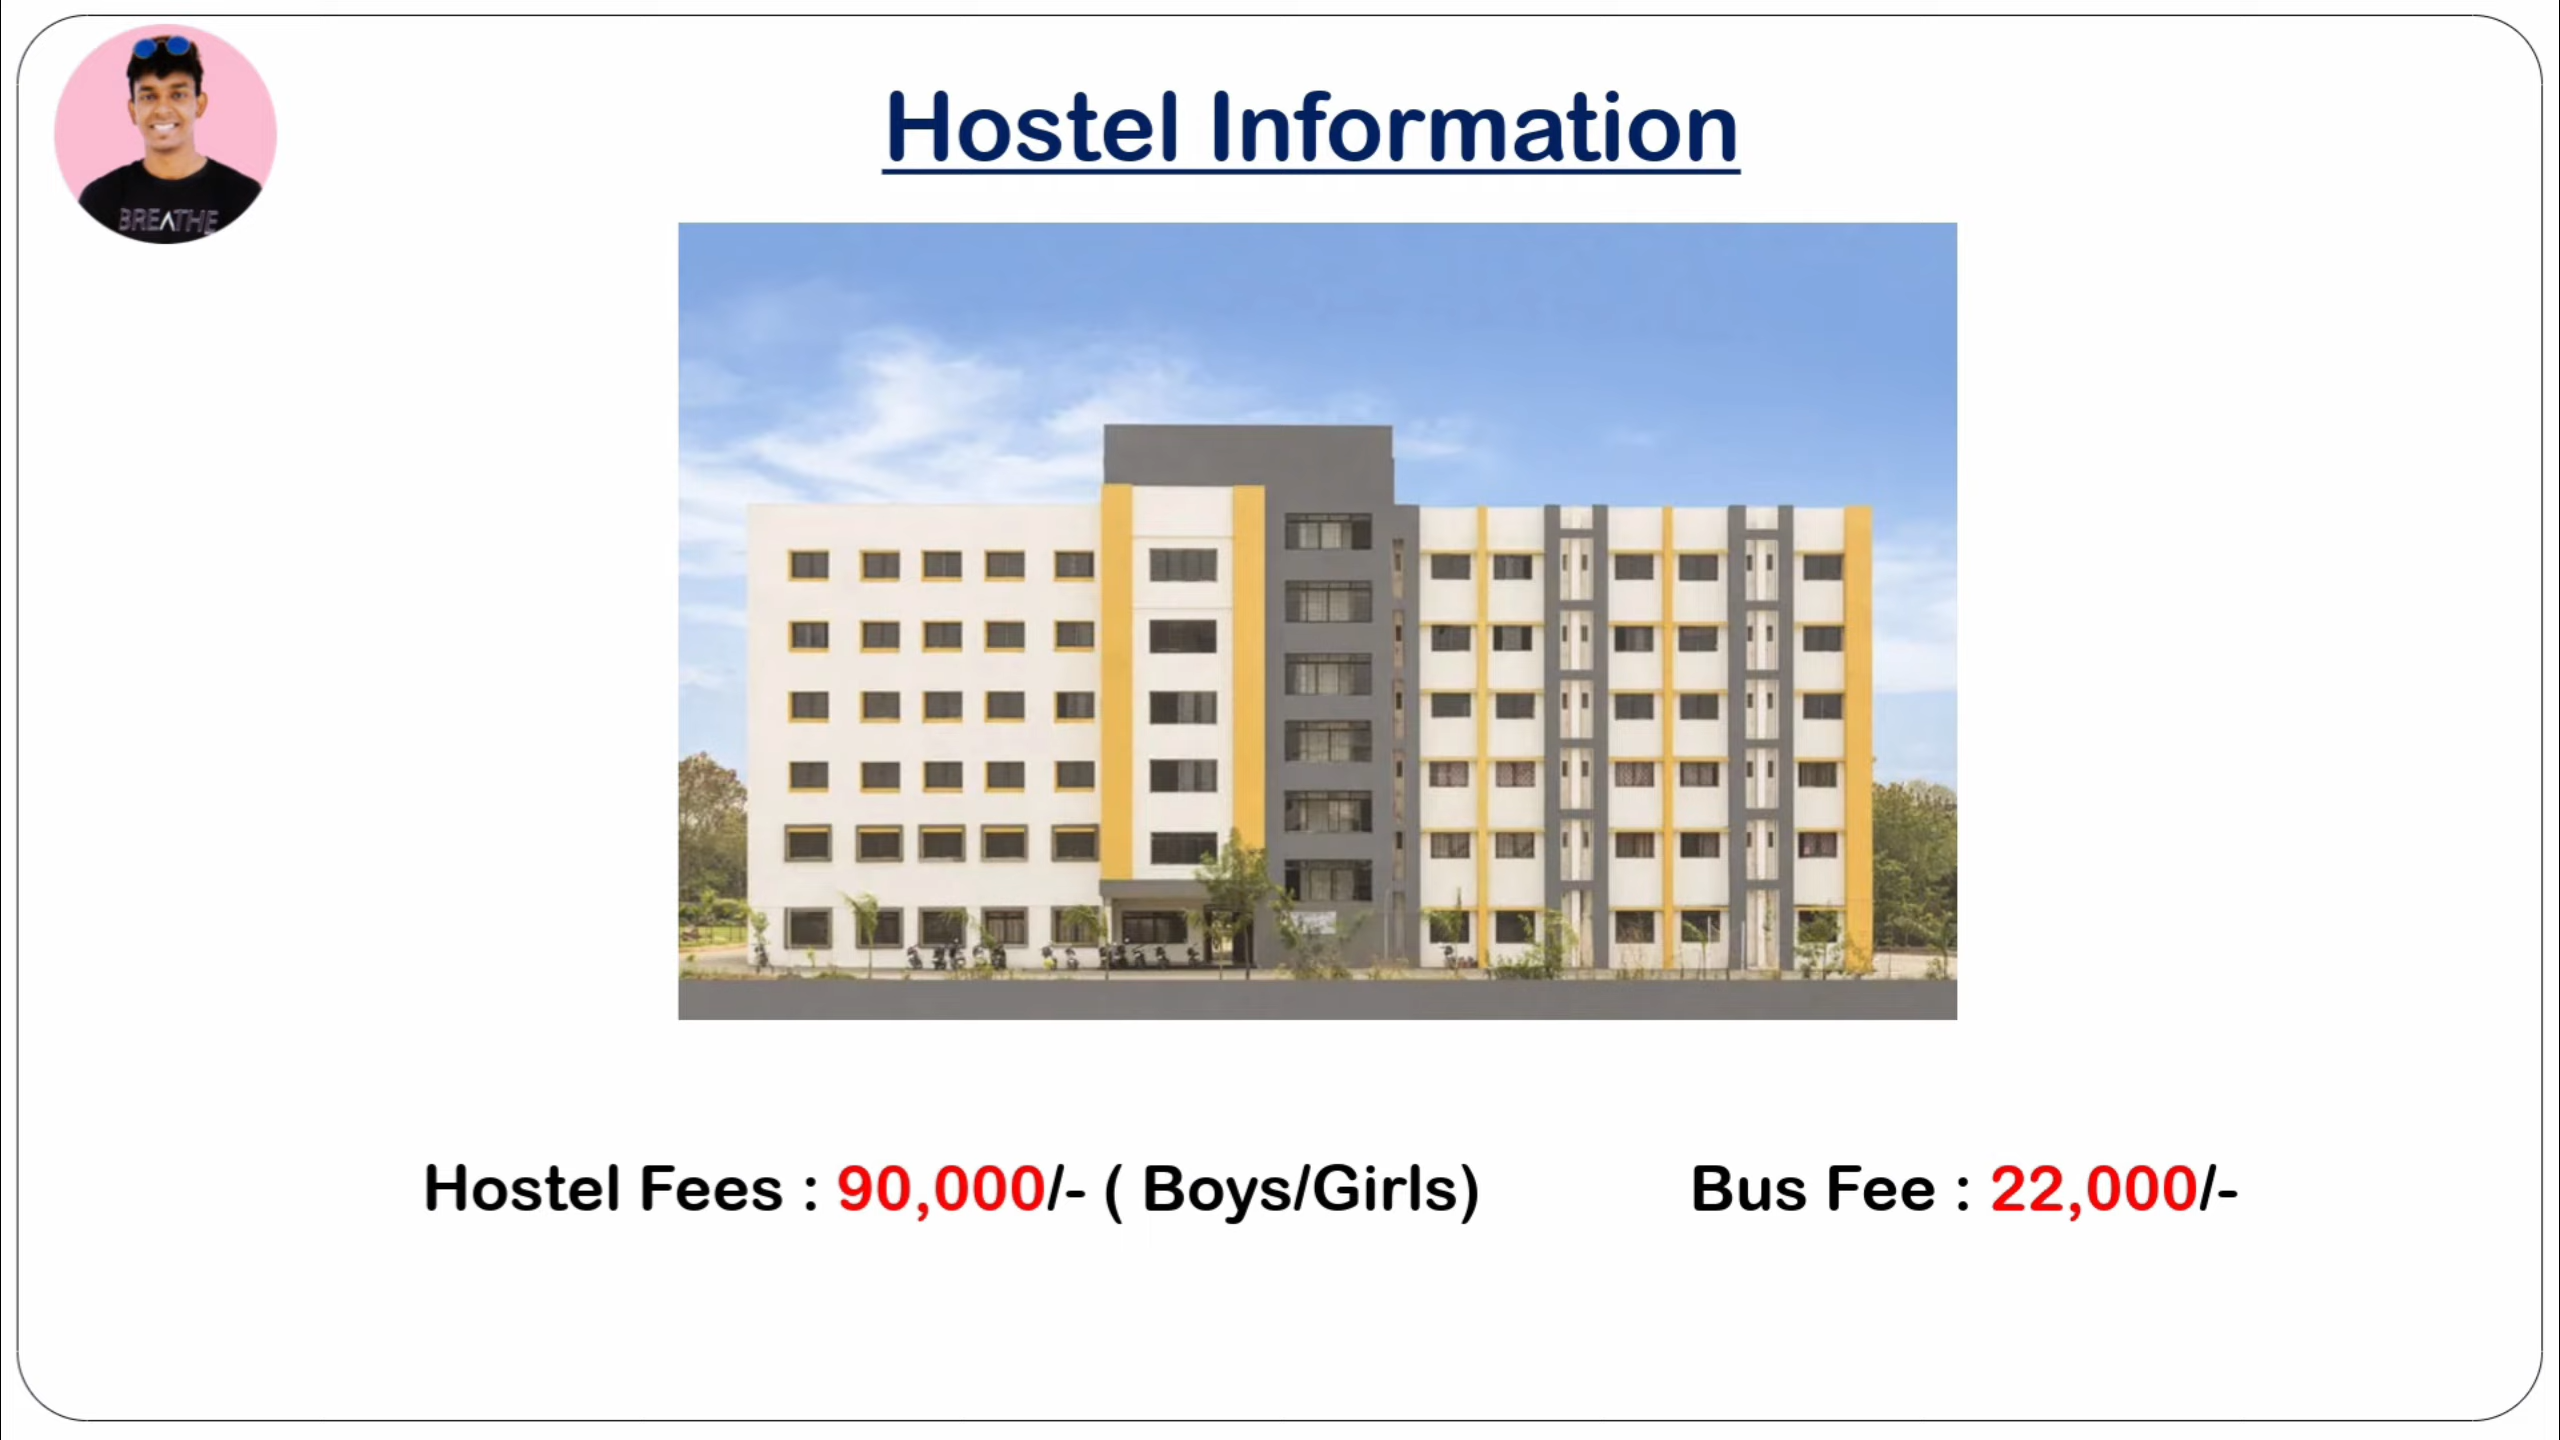 Hostel Information
BREATHE
Hostel Fees : 90,000/- ( Boys/Girls)
Bus Fee : 22,000/-